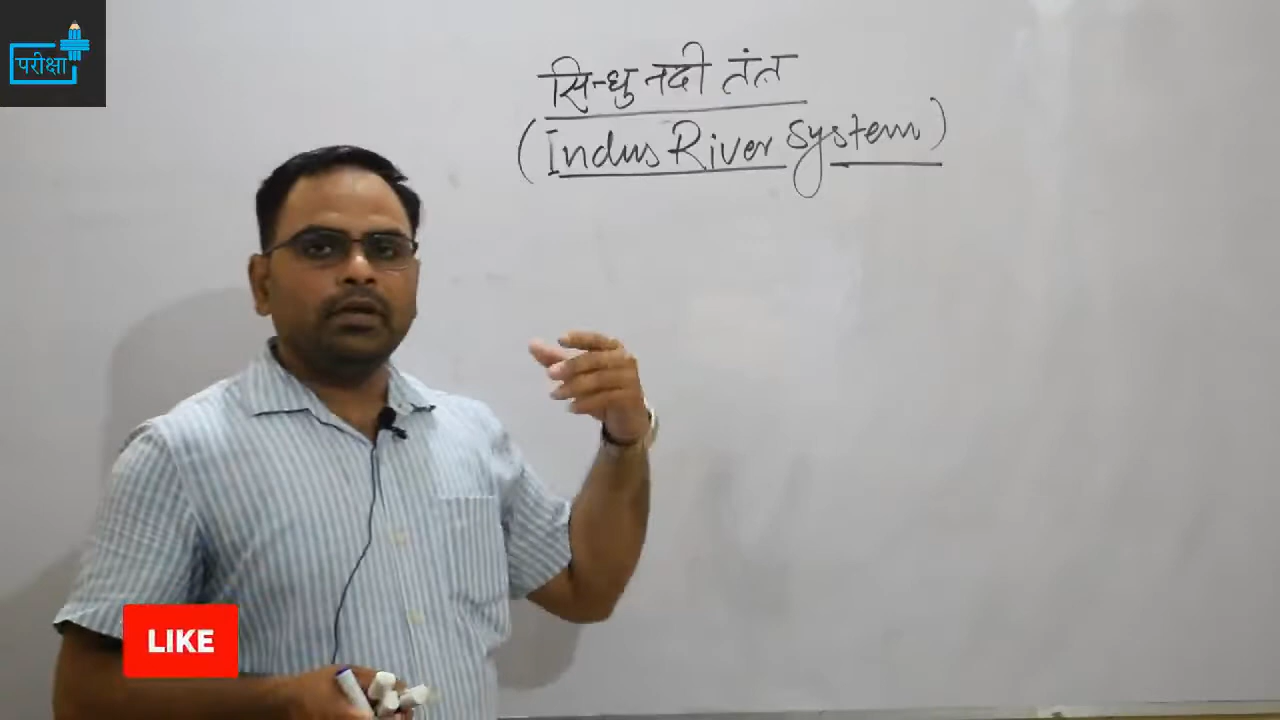 परीक्षा
सिन्धु नदी तंत्र
(Indus River System)
LIKE